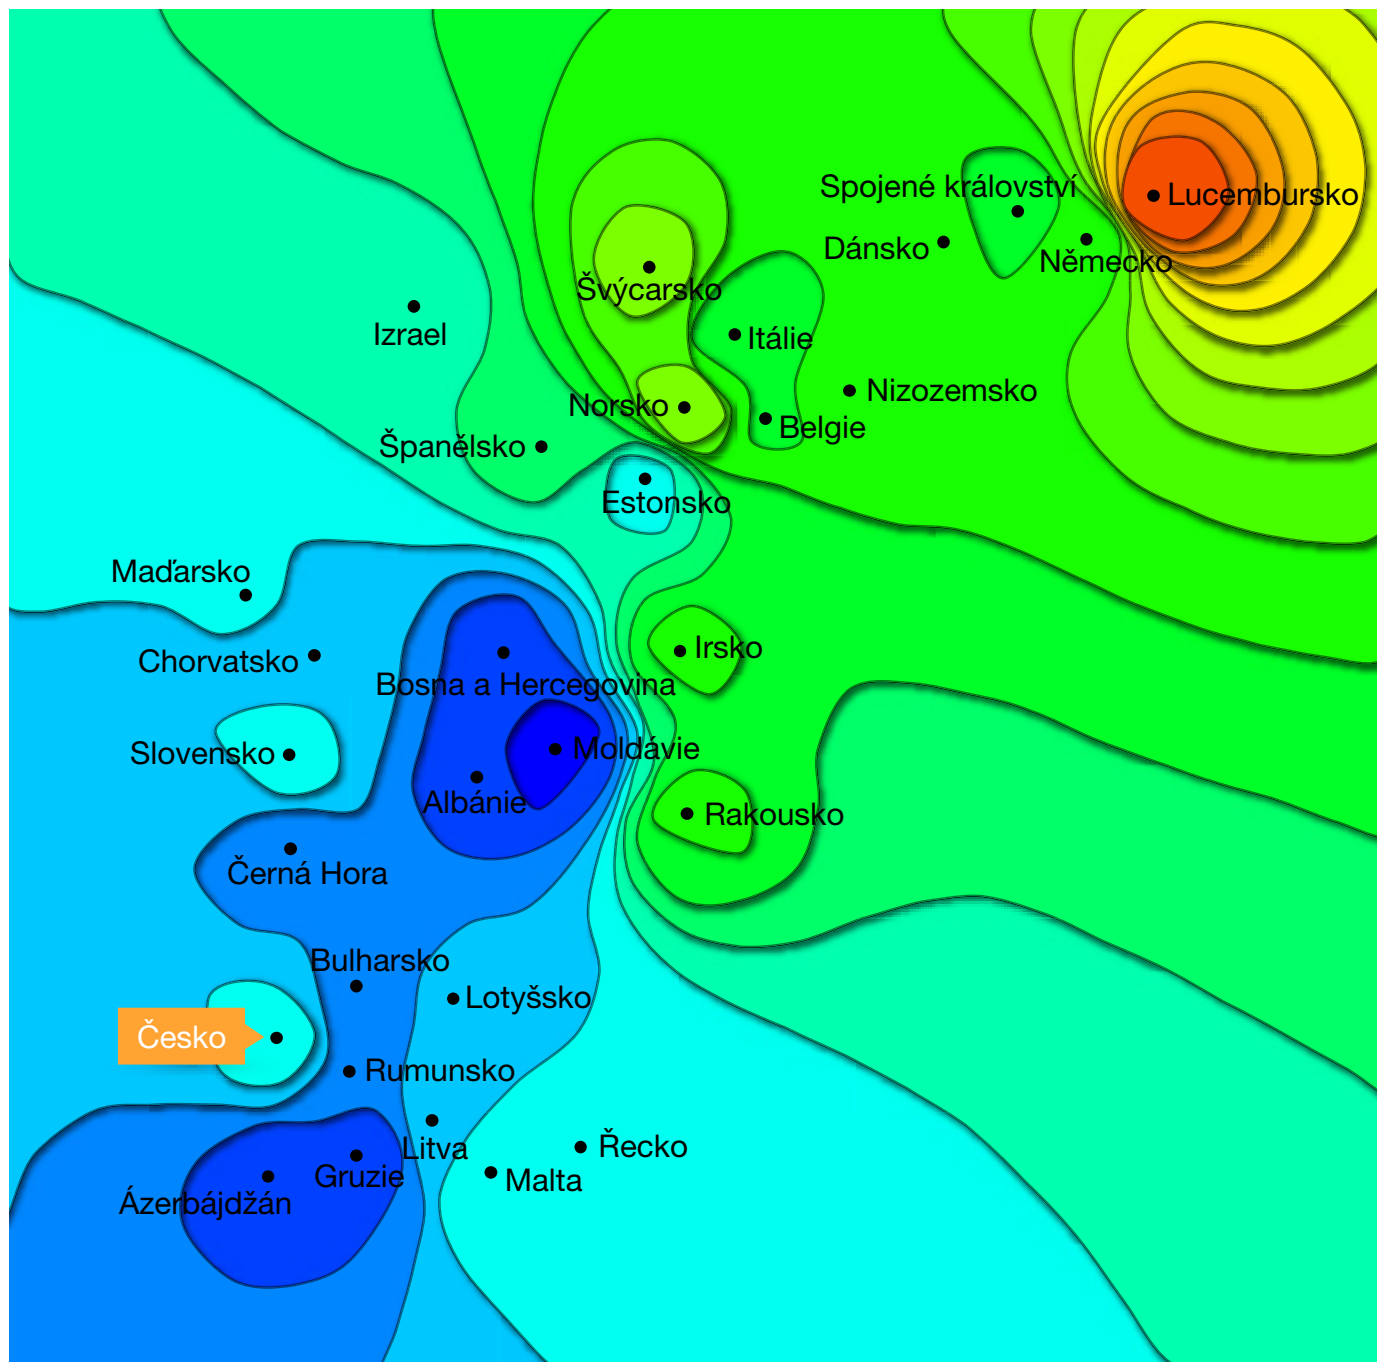 Spojené království
Lucembursko
Dánsko
Německo
Švýcarsko
Izrael
Itálie
Nizozemsko
Norsko
Belgie
Španělsko
Estonsko
Maďarsko
Chorvatsko
Irsko
Bosna a Hercegovina
Slovensko
Moldávie
Albánie
Rakousko
Černá Hora
Bulharsko
Lotyšsko
Česko
Rumunsko
Litva
Řecko
Gruzie
Malta
Ázerbájdžán